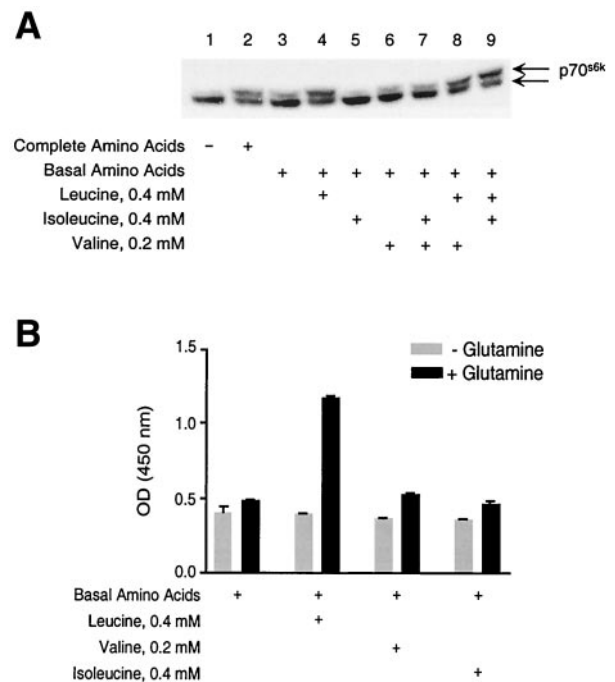 A
1 2 3 4 5 6 7 8 9
p70s6k
Complete Amino Acids - +
Basal Amino Acids + + + + + + +
Leucine, 0.4 mM + + +
Isoleucine, 0.4 mM + + +
Valine, 0.2 mM + + +
B
- Glutamine
+ Glutamine
OD (450 nm)
1.5
1.0
0.5
0.0
Basal Amino Acids + + + +
Leucine, 0.4 mM +
Valine, 0.2 mM +
Isoleucine, 0.4 mM +